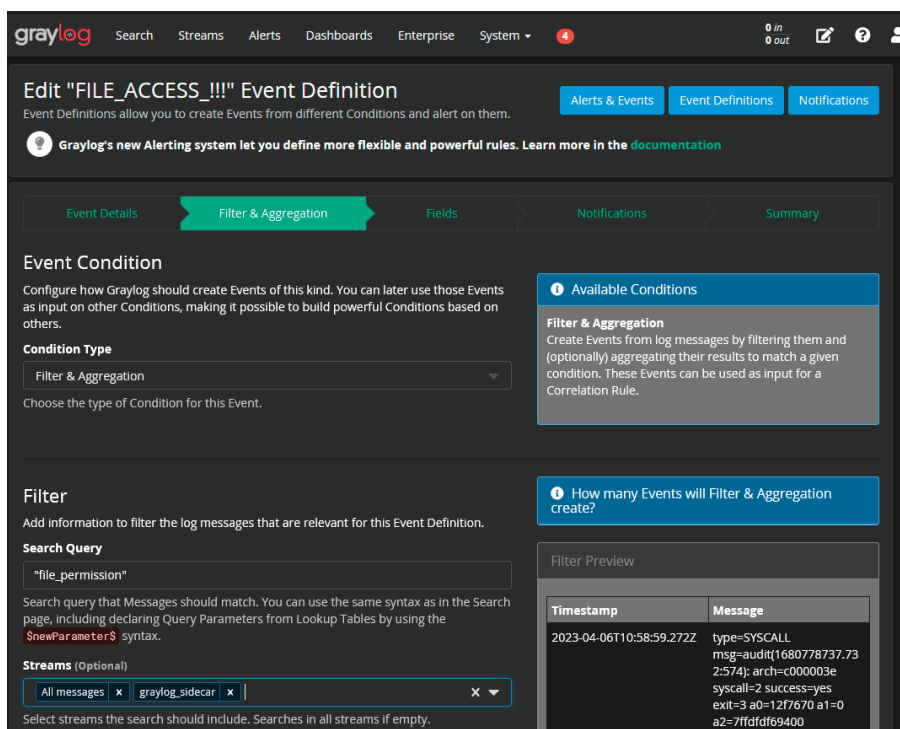 graylog Search Streams Alerts Dashboards Enterprise System 4 0 in
0 out
Edit "FILE_ACCESS_!!!" Event Definition
Event Definitions allow you to create Events from different Conditions and alert on them.
Alerts & Events Event Definitions Notifications
Graylog's new Alerting system let you define more flexible and powerful rules. Learn more in the documentation
Event Details Filter & Aggregation Fields Notifications Summary
Event Condition
Configure how Graylog should create Events of this kind. You can later use those Events
as input on other Conditions, making it possible to build powerful Conditions based on
others.
Condition Type
Filter & Aggregation
Choose the type of Condition for this Event.
Available Conditions
Filter & Aggregation
Create Events from log messages by filtering them and
(optionally) aggregating their results to match a given
condition. These Events can be used as input for a
Correlation Rule.
Filter
Add information to filter the log messages that are relevant for this Event Definition.
Search Query
"file_permission"
Search query that Messages should match. You can use the same syntax as in the Search
page, including declaring Query Parameters from Lookup Tables by using the
$newParameter$ syntax.
Streams (Optional)
All messages x graylog_sidecar x
Select streams the search should include. Searches in all streams if empty.
How many Events will Filter & Aggregation
create?
Filter Preview
Timestamp Message
2023-04-06T10:58:59.272Z type=SYSCALL
msg=audit(1680778737.73
2:574): arch=c000003e
syscall=2 success=yes
exit=3 a0=12f7670 a1=0
a2=7ffdfdf69400